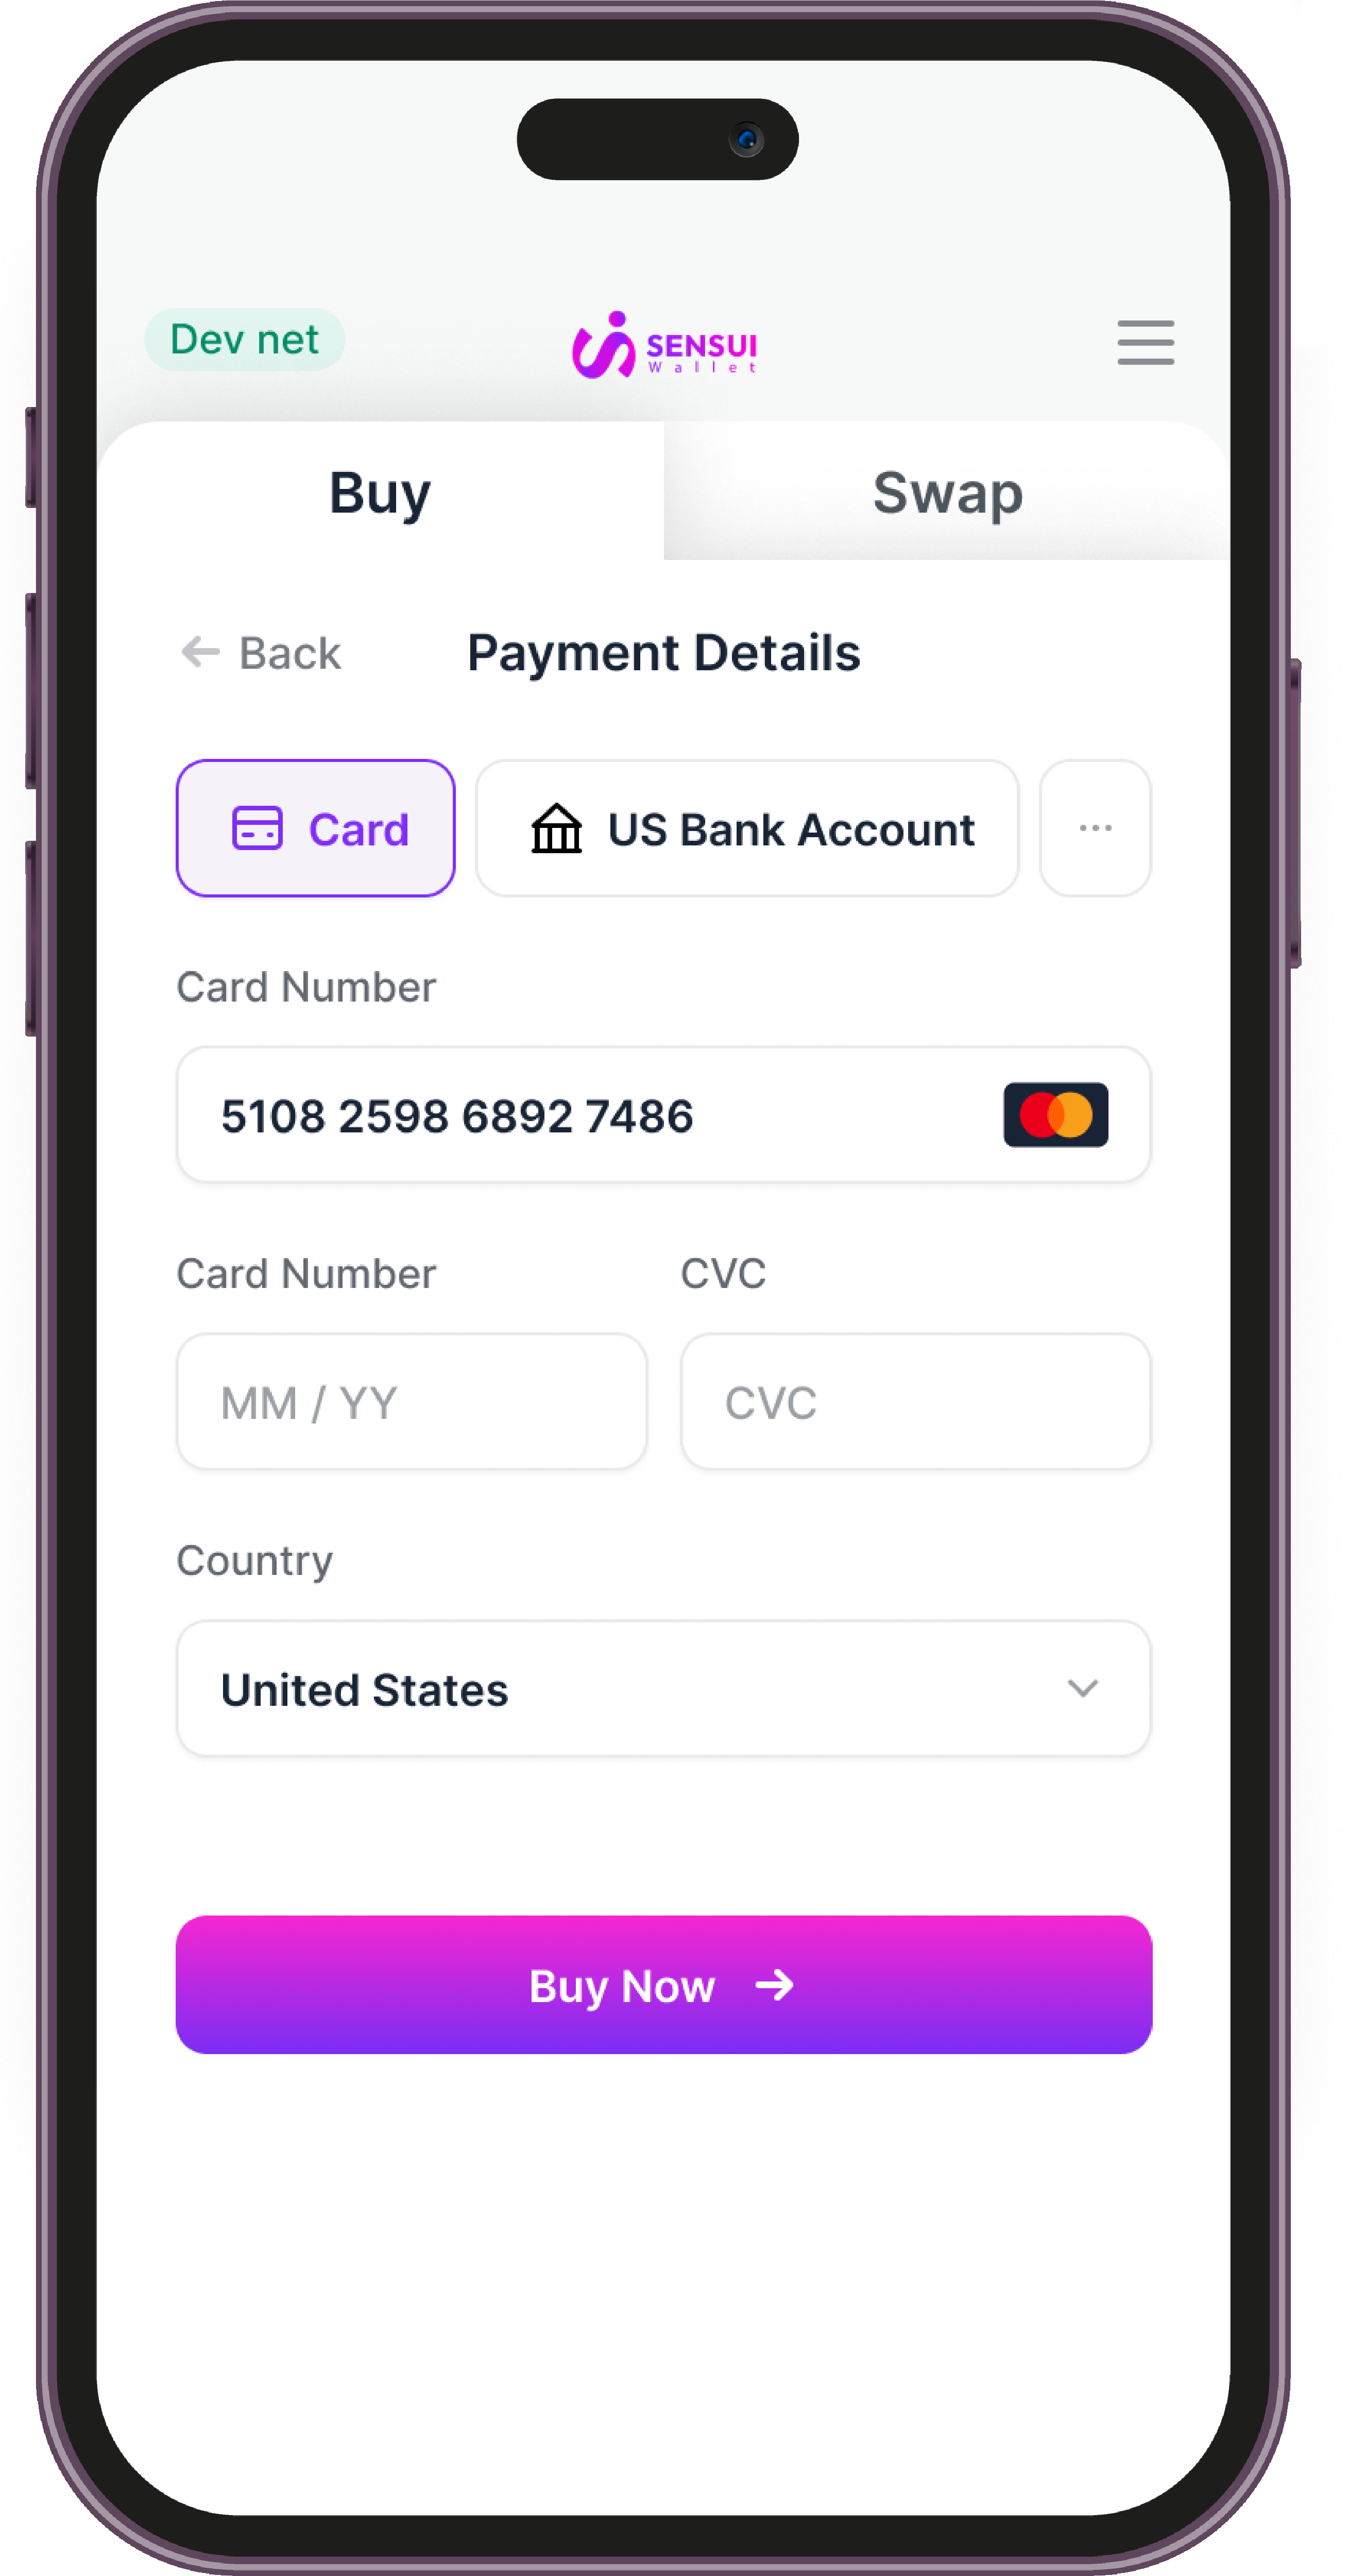 Dev net
SENSUI
Wallet
Buy
Swap
Back
Payment Details
Card
US Bank Account
...
Card Number
5108 2598 6892 7486
Card Number
CVC
MM / YY
CVC
Country
United States
Buy Now